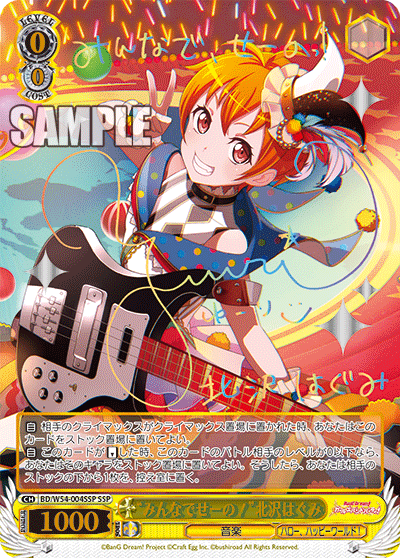 LEVEL
0
0
COST
みんなで、せーのっ!
SAMPLE
北沢はぐみ
自 相手のクライマックスがクライマックス置場に置かれた時、あなたはこのカードをストック置場に置いてよい。
自 このカードが した時、このカードのバトル相手のレベルが0以下なら、あなたはそのキャラをストック置場に置いてよい。そうしたら、あなたは相手のストックの下から1枚を、控え室に置く。
CH BD/W54-004SSP SSP
1000
“みんなでせーの！”北沢はぐみ
音楽
ハロー、ハッピーワールド！
©BanG Dream! Project ©Craft Egg Inc. ©bushiroad All Rights Reserved.